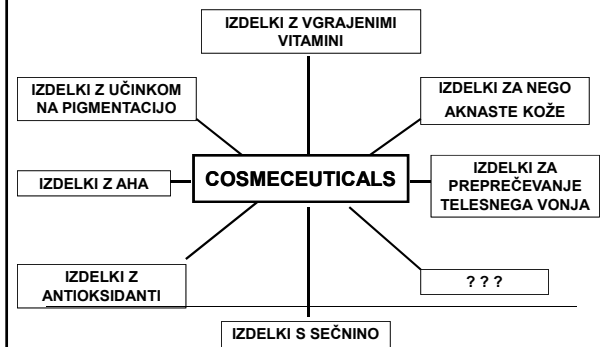 IZDELKI Z VGRAJENIMI
VITAMINI
IZDELKI Z UČINKOM
NA PIGMENTACIJO
IZDELKI ZA NEGO
AKNASTE KOŽE
IZDELKI Z AHA
COSMECEUTICALS
IZDELKI ZA
PREPREČEVANJE
TELESNEGA VONJA
IZDELKI Z
ANTIOKSIDANTI
? ? ?
IZDELKI S SEČNINO